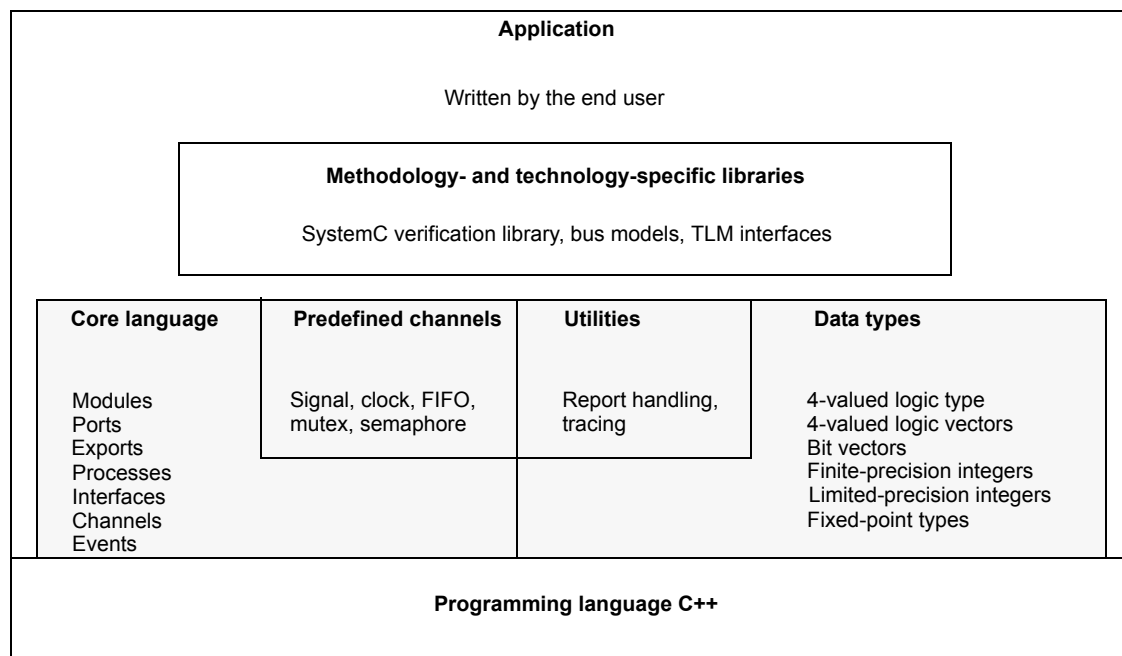 Application
Written by the end user
Methodology- and technology-specific libraries
SystemC verification library, bus models, TLM interfaces
Core language
Modules
Ports
Exports
Processes
Interfaces
Channels
Events
Predefined channels
Signal, clock, FIFO,
mutex, semaphore
Utilities
Report handling,
tracing
Data types
4-valued logic type
4-valued logic vectors
Bit vectors
Finite-precision integers
Limited-precision integers
Fixed-point types
Programming language C++